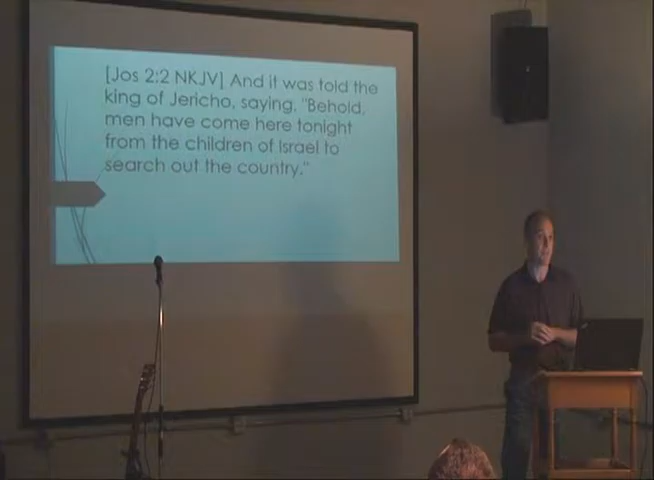 [Jos 2:2 NKJV] And it was told the
king of Jericho, saying, "Behold,
men have come here tonight
from the children of Israel to
search out the country."